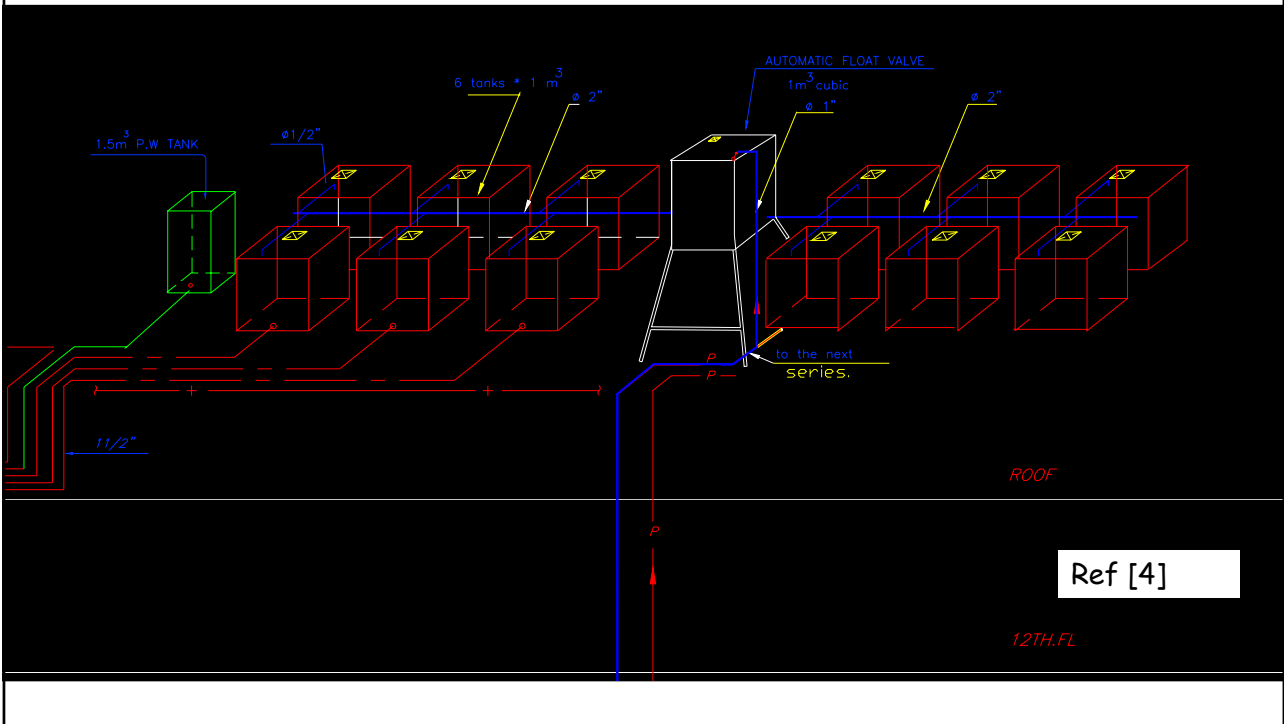 AUTOMATIC FLOAT VALVE
6 tanks * 1 m³
1m³ cubic
ø 2"
ø 1"
ø 2"
1.5m³ P.W TANK
ø1/2"
to the next
series.
P
P
11/2"
ROOF
P
Ref [4]
12TH.FL